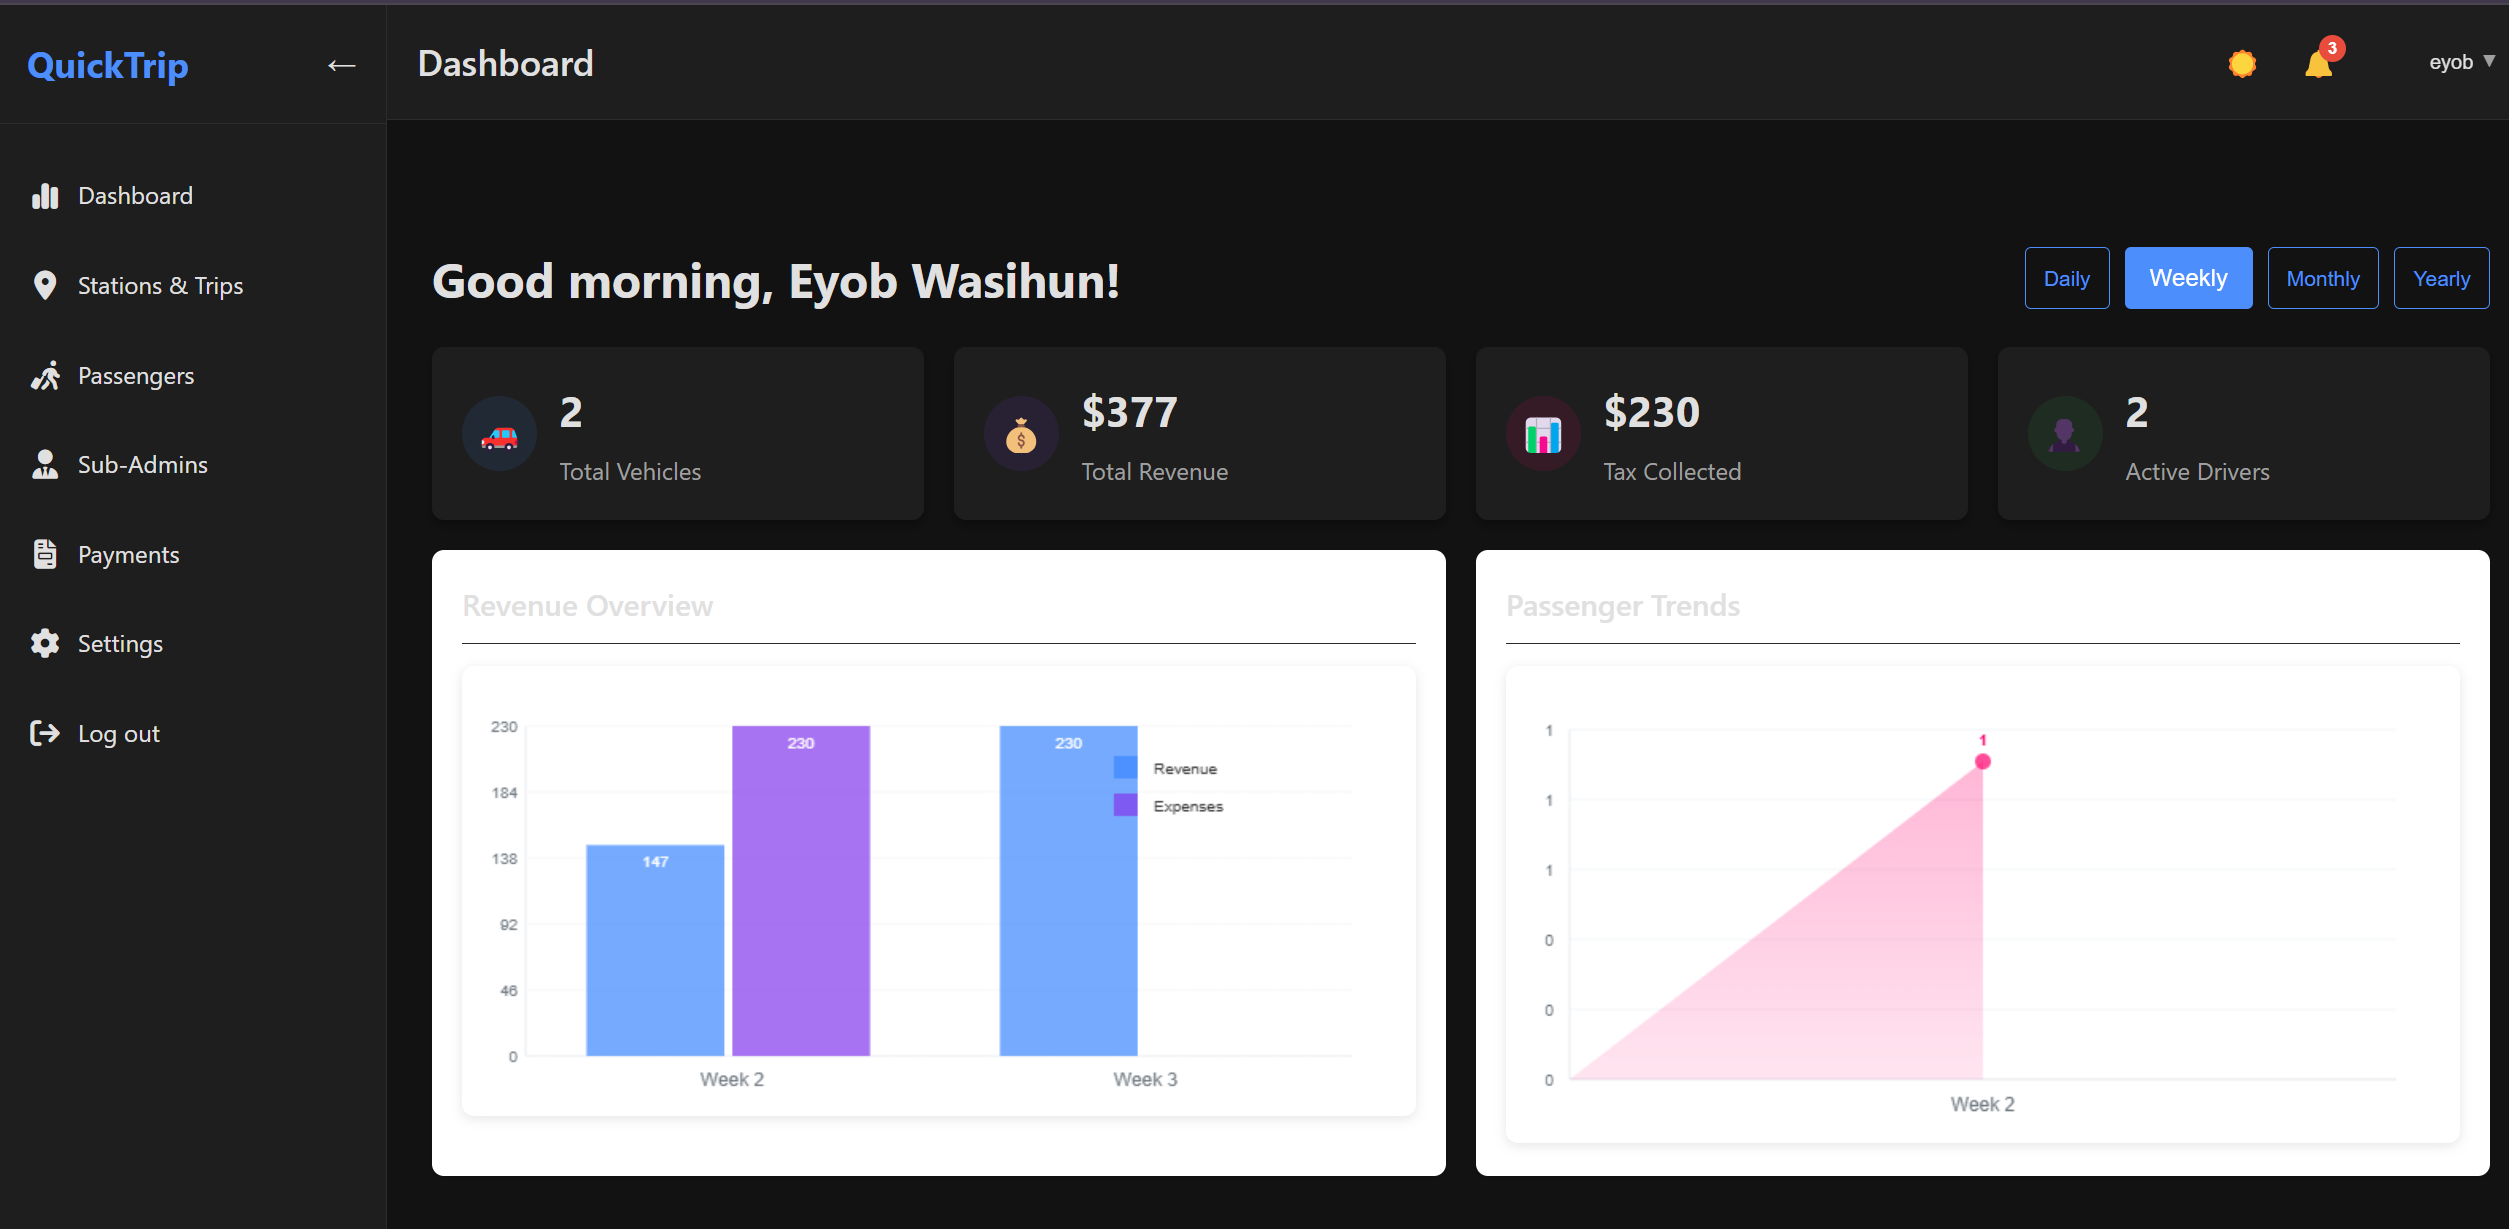 QuickTrip
←
Dashboard
3
eyob ▼
Dashboard
Stations & Trips
Passengers
Sub-Admins
Payments
Settings
Log out
Good morning, Eyob Wasihun!
Daily
Weekly
Monthly
Yearly
2
Total Vehicles
$377
Total Revenue
$230
Tax Collected
2
Active Drivers
Revenue Overview
230
184
138
92
46
0
147
230
230
Revenue
Expenses
Week 2
Week 3
Passenger Trends
1
1
1
0
0
0
1
Week 2